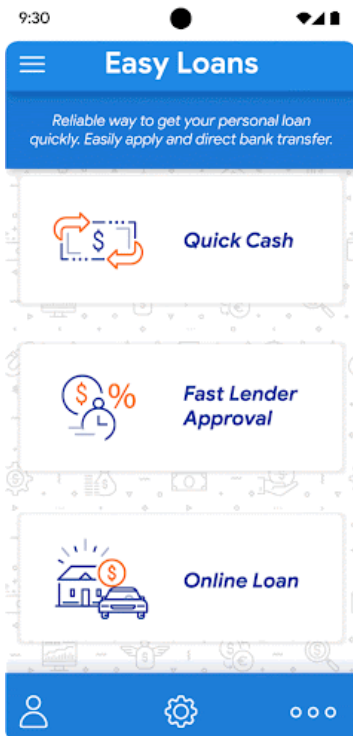 9:30
Easy Loans
Reliable way to get your personal loan
quickly. Easily apply and direct bank transfer.
$
Quick Cash
$ %
Fast Lender
Approval
$
Online Loan